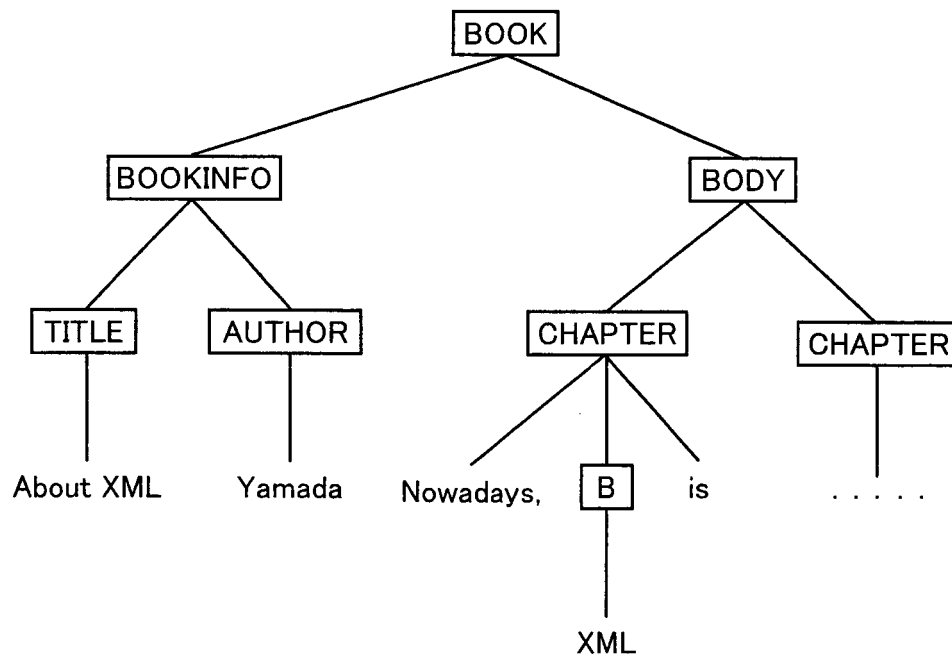 BOOK
BOOKINFO BODY
TITLE AUTHOR CHAPTER CHAPTER
About XML Yamada Nowadays, B is . . . . .
XML